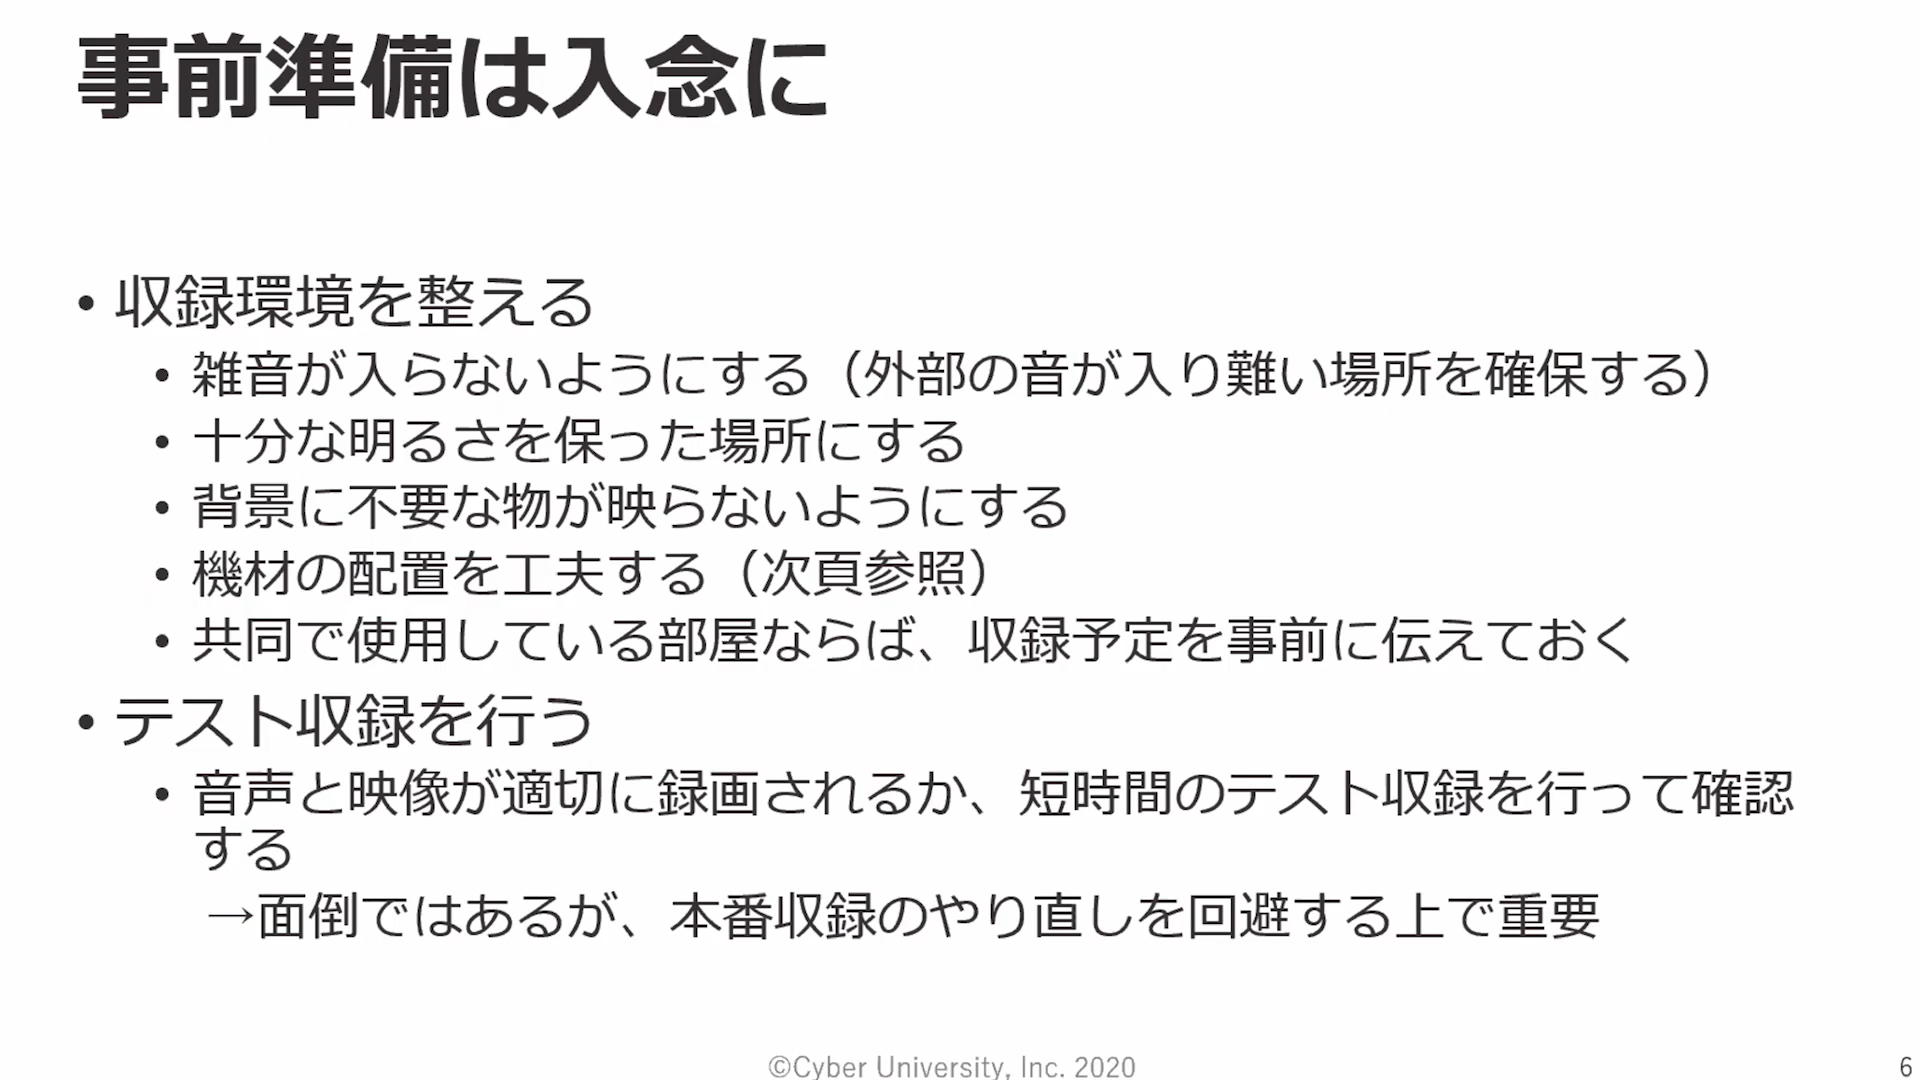 事前準備は入念に
• 収録環境を整える
• 雑音が入らないようにする（外部の音が入り難い場所を確保する）
• 十分な明るさを保った場所にする
• 背景に不要な物が映らないようにする
• 機材の配置を工夫する（次頁参照）
• 共同で使用している部屋ならば、収録予定を事前に伝えておく
• テスト収録を行う
• 音声と映像が適切に録画されるか、短時間のテスト収録を行って確認
する
→面倒ではあるが、本番収録のやり直しを回避する上で重要
©Cyber University, Inc. 2020
6